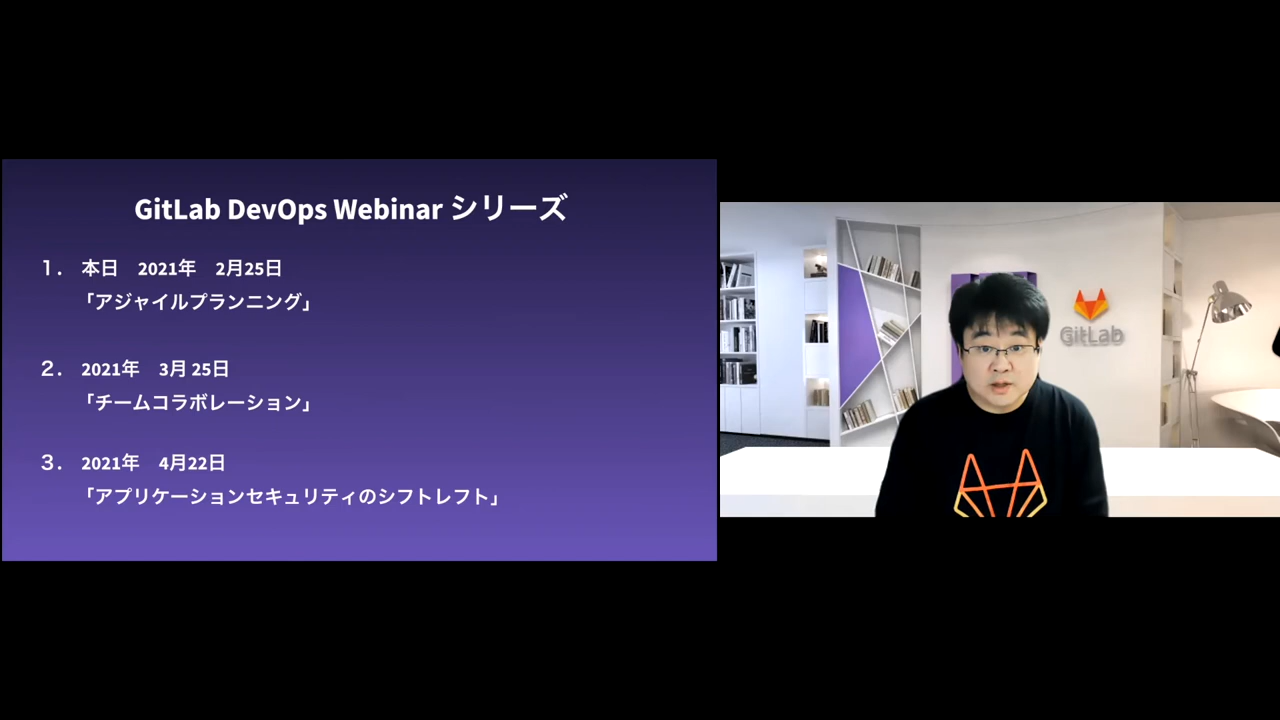 GitLab DevOps Webinar シリーズ
１． 本日　2021年　2月25日
「アジャイルプランニング」
２． 2021年　3月 25日
「チームコラボレーション」
３． 2021年　4月22日
「アプリケーションセキュリティのシフトレフト」
GitLab